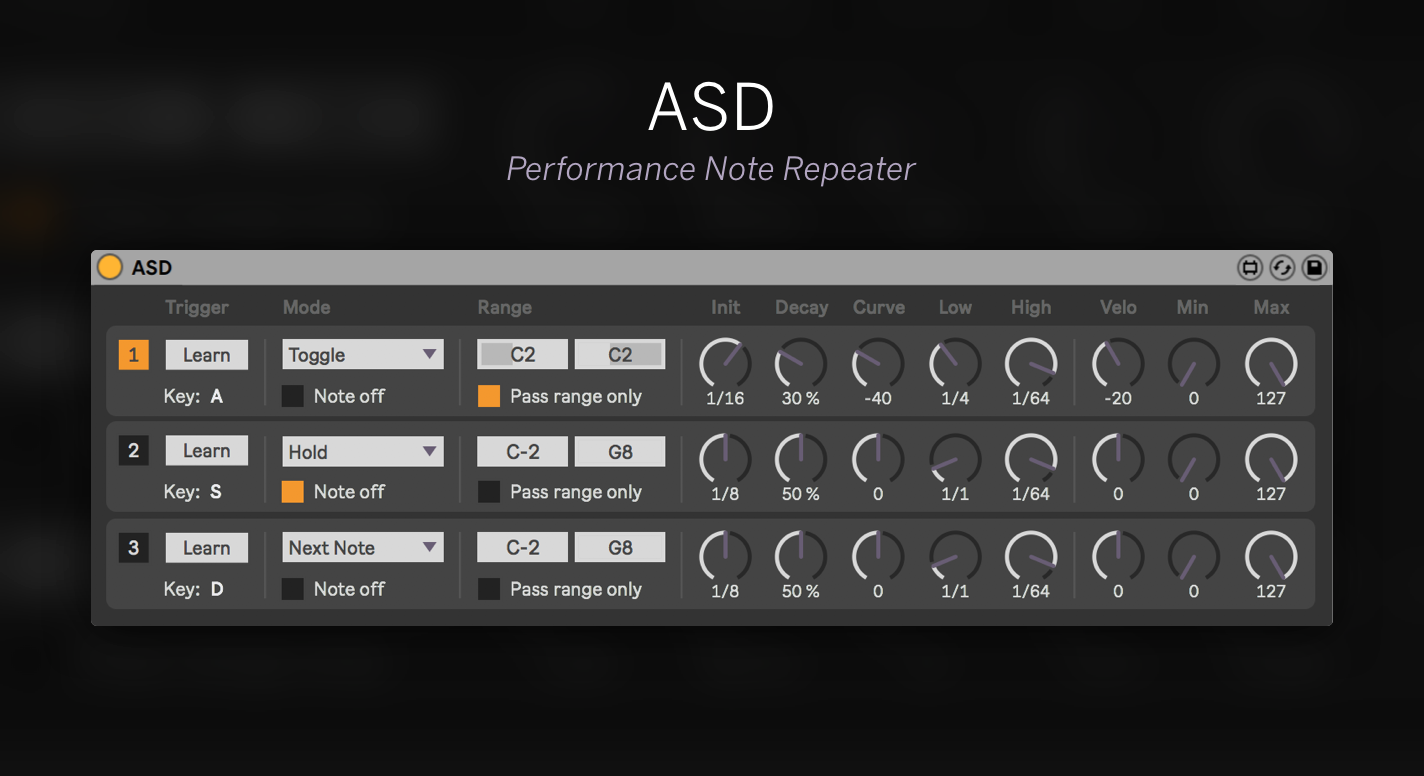 ASD
Performance Note Repeater
ASD
Trigger Mode Range Init Decay Curve Low High Velo Min Max
1 Learn Toggle C2 C2
1/16 30 % -40 1/4 1/64 -20 0 127
Key: A Note off Pass range only
2 Learn Hold C-2 G8
Key: S Note off Pass range only 1/8 50 % 0 1/1 1/64 0 0 127
3 Learn Next Note C-2 G8
Key: D Note off Pass range only 1/8 50 % 0 1/1 1/64 0 0 127